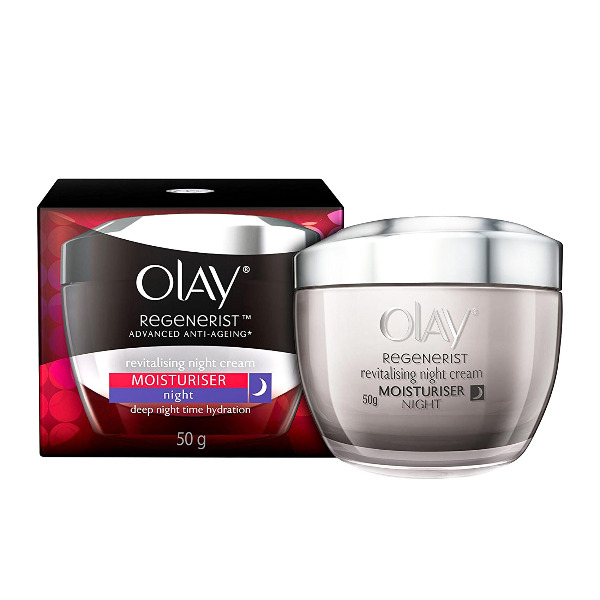 OLAY®
REGENERIST™
ADVANCED ANTI-AGEING*
revitalising night cream
MOISTURISER
night
deep night time hydration
50 g
OLAY®
REGENERIST
revitalising night cream
MOISTURISER
50g
NIGHT